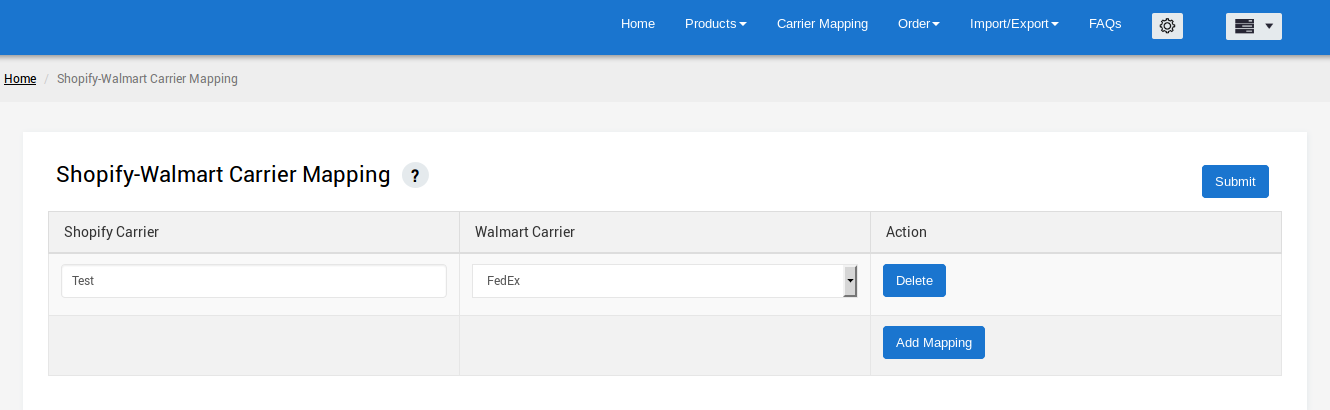 Home Products Carrier Mapping Order Import/Export FAQs
Home / Shopify-Walmart Carrier Mapping
Shopify-Walmart Carrier Mapping ?
Submit
Shopify Carrier Walmart Carrier Action
Test FedEx Delete
Add Mapping